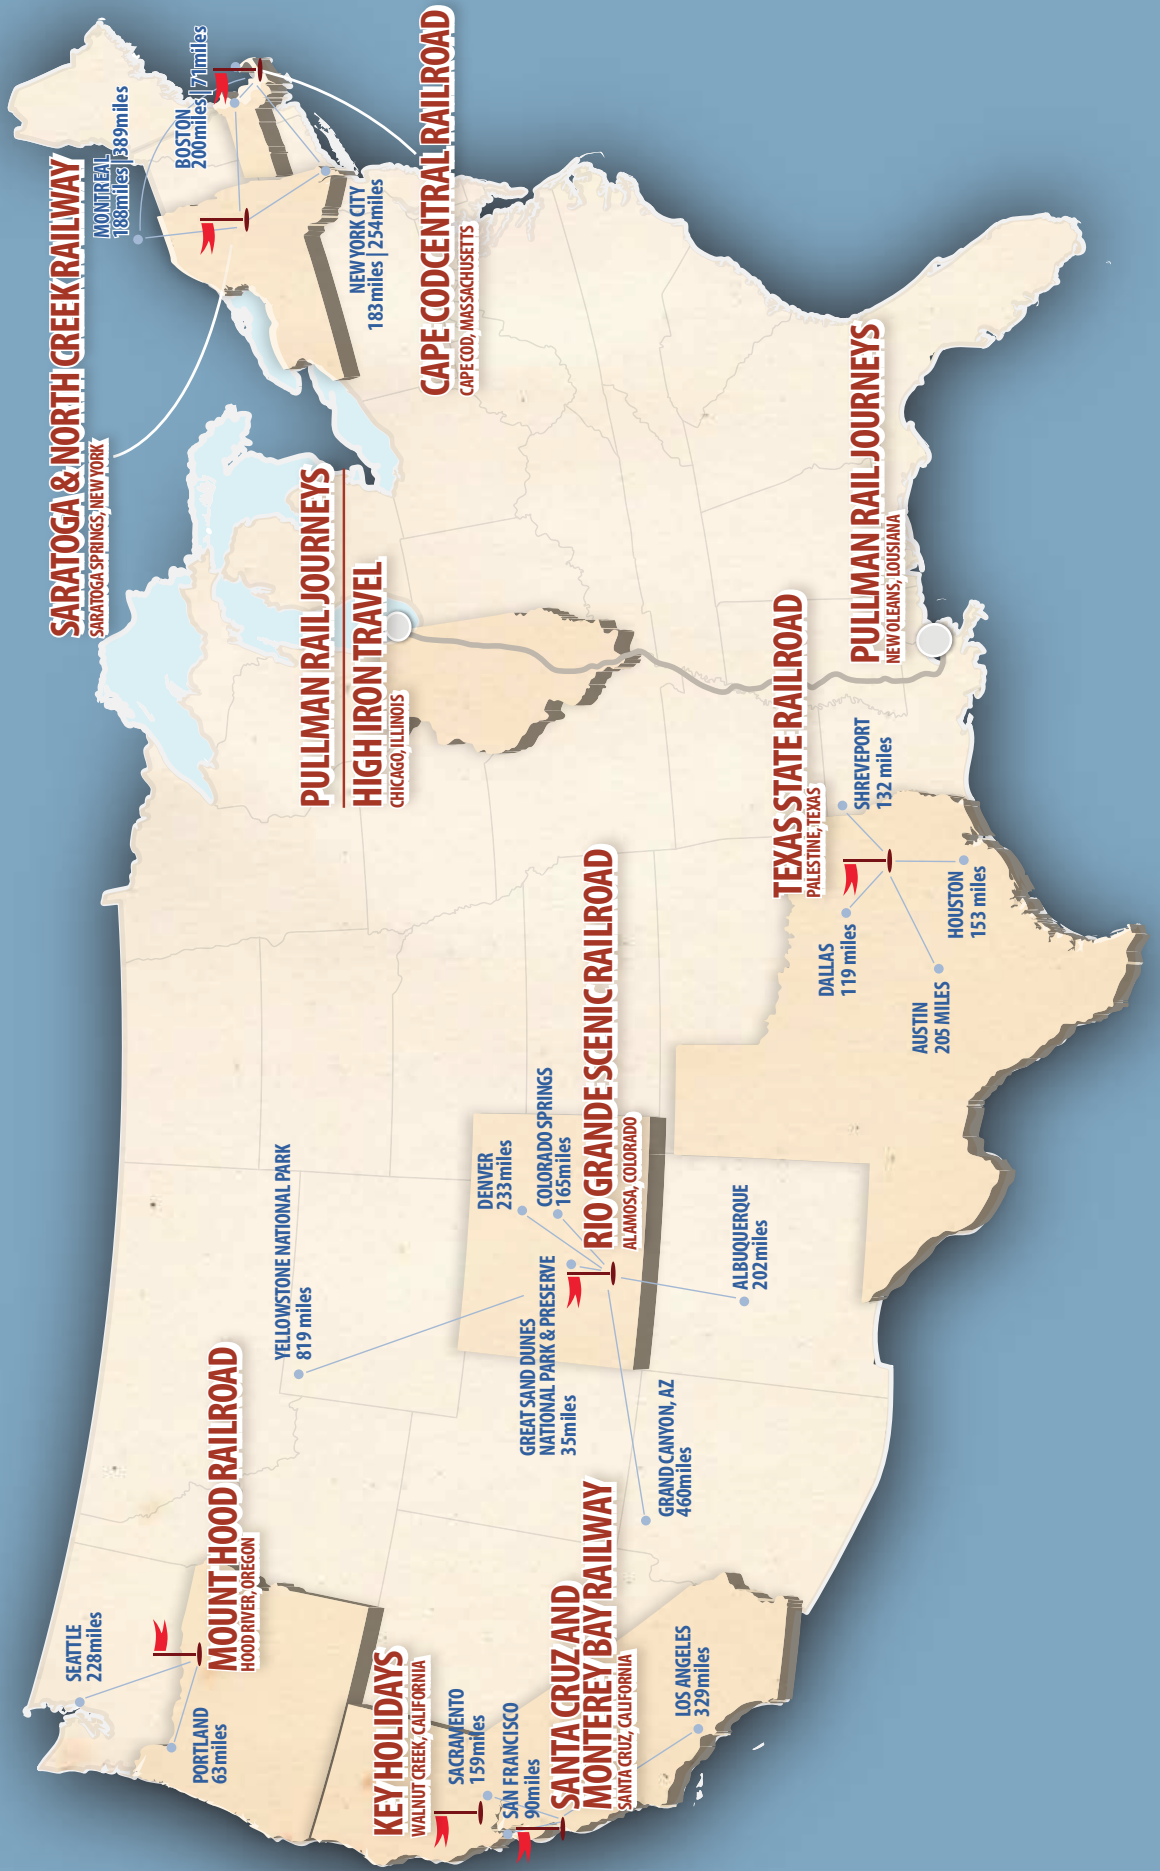 SARATOGA & NORTH CREEK RAILWAY
SARATOGA SPRINGS, NEW YORK
MONTREAL
188miles | 389miles
BOSTON
200miles | 71miles
NEW YORK CITY
183miles | 254miles
CAPE COD CENTRAL RAILROAD
CAPE COD, MASSACHUSETTS
PULLMAN RAIL JOURNEYS
HIGH IRON TRAVEL
CHICAGO, ILLINOIS
PULLMAN RAIL JOURNEYS
NEW OLEANS, LOUSIANA
TEXAS STATE RAILROAD
PALESTINE, TEXAS
SHREVEPORT
132 miles
DALLAS
119 miles
HOUSTON
153 miles
AUSTIN
205 MILES
RIO GRANDE SCENIC RAILROAD
ALAMOSA, COLORADO
DENVER
233miles
COLORADO SPRINGS
165miles
GREAT SAND DUNES
NATIONAL PARK & PRESERVE
35miles
ALBUQUERQUE
202miles
GRAND CANYON, AZ
460miles
YELLOWSTONE NATIONAL PARK
819 miles
MOUNT HOOD RAILROAD
HOOD RIVER, OREGON
SEATTLE
228miles
PORTLAND
63miles
KEY HOLIDAYS
WALNUT CREEK, CALIFORNIA
SACRAMENTO
159miles
SAN FRANCISCO
90miles
SANTA CRUZ AND
MONTEREY BAY RAILWAY
SANTA CRUZ, CALIFORNIA
LOS ANGELES
329miles